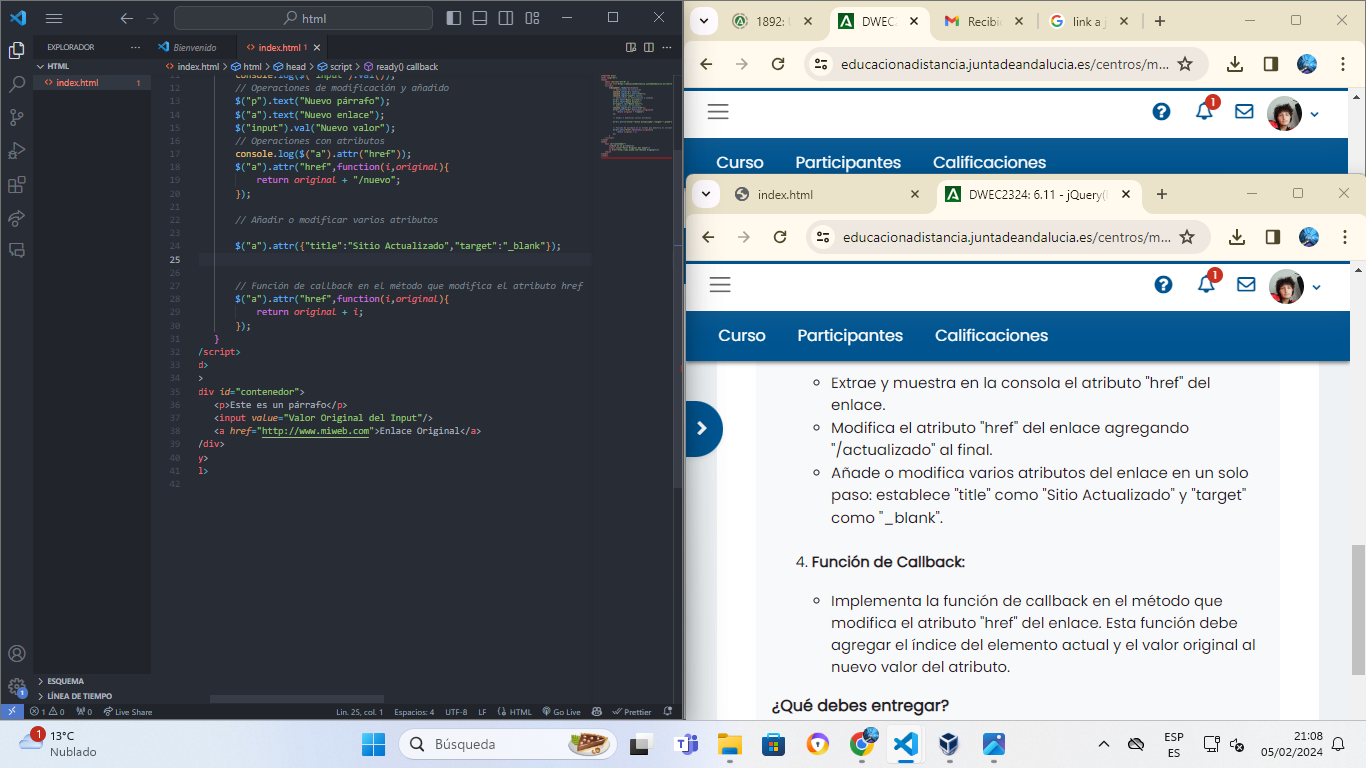 html
EXPLORADOR
HTML
index.html 1
ESQUEMA
LÍNEA DE TIEMPO
Bienvenido
index.html 1
index.html > html > head > script > ready() callback
11 console.log($("input").val());
12 // Operaciones de modificación y añadido
13 $("p").text("Nuevo párrafo");
14 $("a").text("Nuevo enlace");
15 $("input").val("Nuevo valor");
16 // Operaciones con atributos
17 console.log($("a").attr("href"));
18 $("a").attr("href",function(i,original){
19 return original + "/nuevo";
20 });
21
22 // Añadir o modificar varios atributos
23
24 $("a").attr({"title":"Sitio Actualizado","target":"_blank"});
25
26
27 // Función de callback en el método que modifica el atributo href
28 $("a").attr("href",function(i,original){
29 return original + i;
30 });
31 }
32 /script>
33 d>
34 >
35 div id="contenedor">
36 <p>Este es un párrafo</p>
37 <input value="Valor Original del Input"/>
38 <a href="http://www.miweb.com">Enlace Original</a>
39 /div>
40 y>
41 l>
42
1 0 0 Live Share Lín. 25, col. 1 Espacios: 4 UTF-8 LF HTML Go Live Prettier
1892: DWEC2 Recibi link a j
educacionadistancia.juntadeandalucia.es/centros/m...
1
Curso Participantes Calificaciones
index.html DWEC2324: 6.11 - jQuery(
educacionadistancia.juntadeandalucia.es/centros/m...
1
Curso Participantes Calificaciones
Extrae y muestra en la consola el atributo "href" del
enlace.
Modifica el atributo "href" del enlace agregando
"/actualizado" al final.
Añade o modifica varios atributos del enlace en un solo
paso: establece "title" como "Sitio Actualizado" y "target"
como "_blank".
4. Función de Callback:
Implementa la función de callback en el método que
modifica el atributo "href" del enlace. Esta función debe
agregar el índice del elemento actual y el valor original al
nuevo valor del atributo.
¿Qué debes entregar?
1
13°C
Nublado
Búsqueda
ESP
ES
21:08
05/02/2024